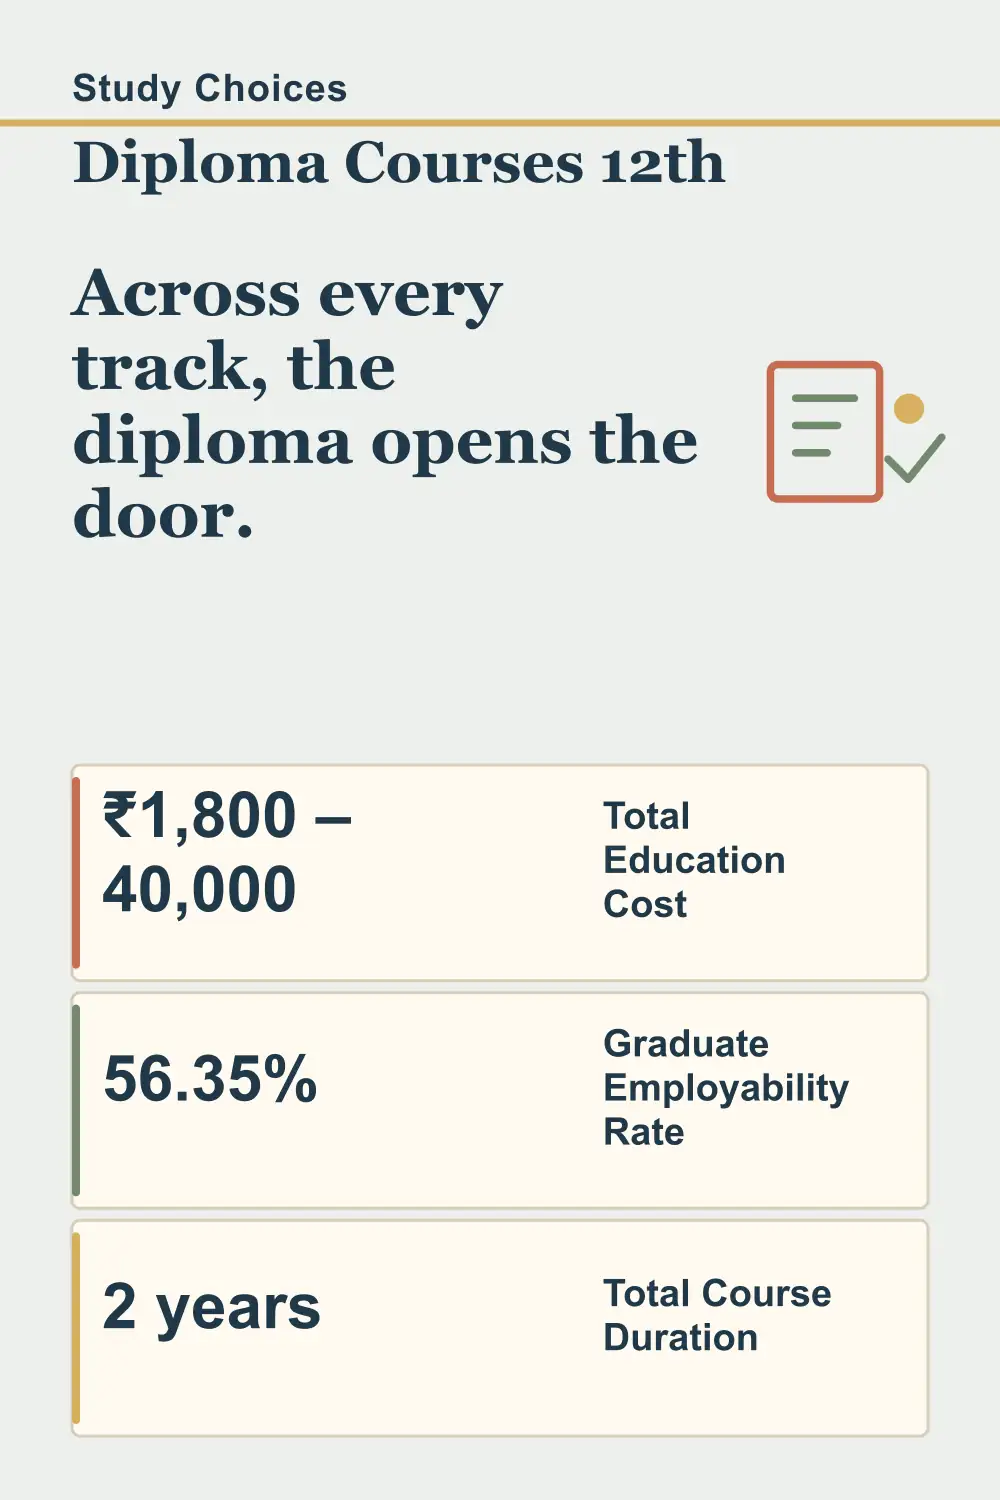 Study Choices
Diploma Courses 12th
Across every
track, the
diploma opens the
door.
₹1,800 –
40,000
Total
Education
Cost
56.35%
Graduate
Employability
Rate
2 years
Total Course
Duration